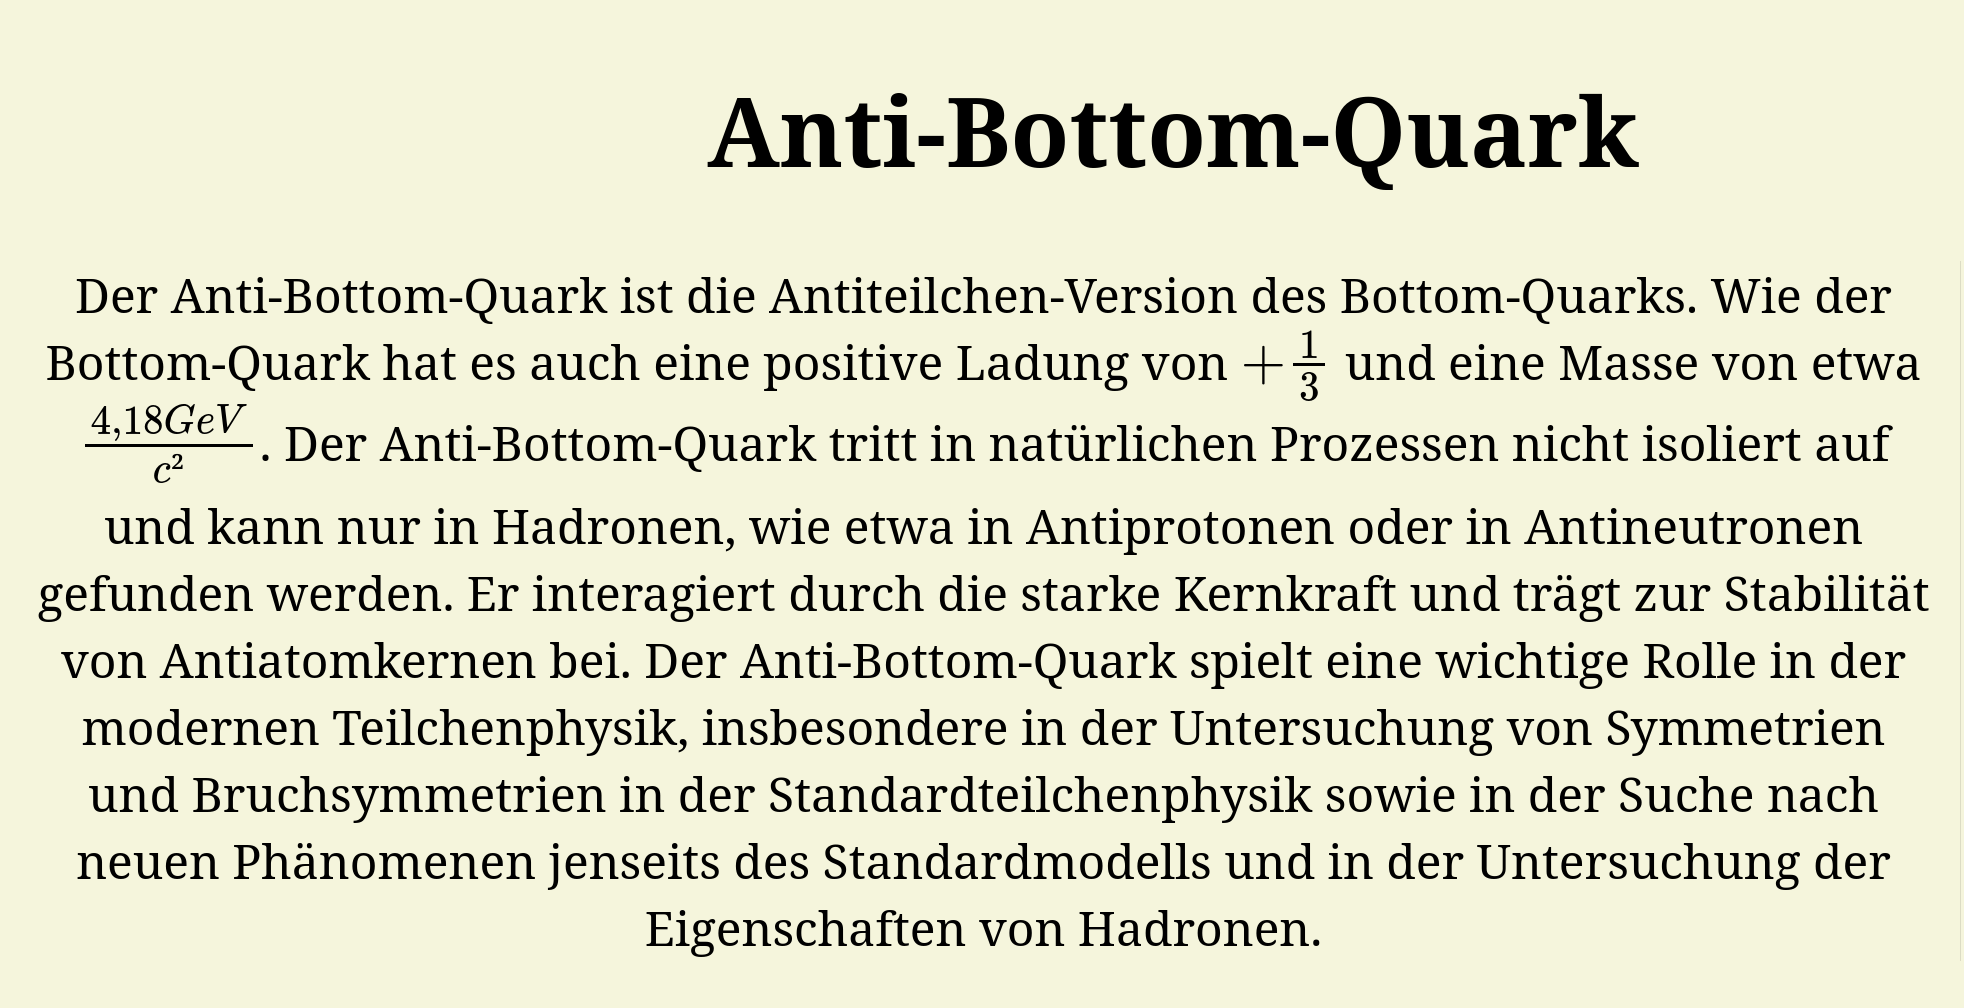 Anti-Bottom-Quark
Der Anti-Bottom-Quark ist die Antiteilchen-Version des Bottom-Quarks. Wie der
Bottom-Quark hat es auch eine positive Ladung von $+\frac{1}{3}$ und eine Masse von etwa
$\frac{4,18GeV}{c^2}$. Der Anti-Bottom-Quark tritt in natürlichen Prozessen nicht isoliert auf
und kann nur in Hadronen, wie etwa in Antiprotonen oder in Antineutronen
gefunden werden. Er interagiert durch die starke Kernkraft und trägt zur Stabilität
von Antiatomkernen bei. Der Anti-Bottom-Quark spielt eine wichtige Rolle in der
modernen Teilchenphysik, insbesondere in der Untersuchung von Symmetrien
und Bruchsymmetrien in der Standardteilchenphysik sowie in der Suche nach
neuen Phänomenen jenseits des Standardmodells und in der Untersuchung der
Eigenschaften von Hadronen.